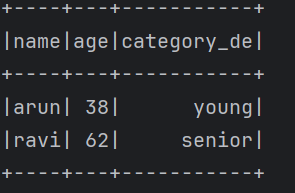 +----+---+-----------+
|name|age|category_de|
+----+---+-----------+
|arun| 38|      young|
|ravi| 62|     senior|
+----+---+-----------+